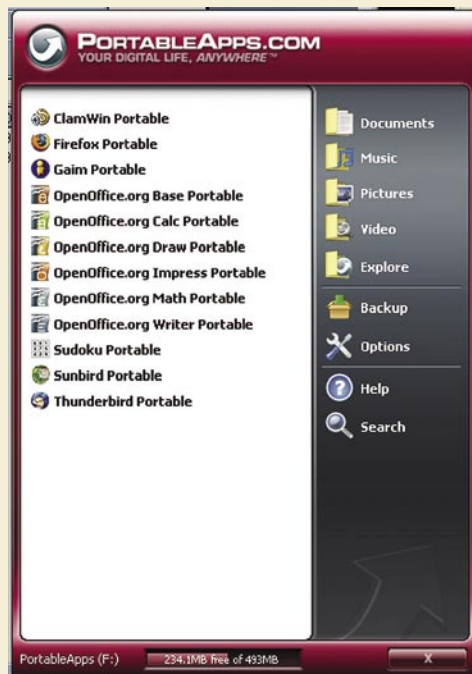 PORTABLEAPPS.COM
YOUR DIGITAL LIFE, ANYWHERE™
ClamWin Portable
Firefox Portable
Gaim Portable
OpenOffice.org Base Portable
OpenOffice.org Calc Portable
OpenOffice.org Draw Portable
OpenOffice.org Impress Portable
OpenOffice.org Math Portable
OpenOffice.org Writer Portable
Sudoku Portable
Sunbird Portable
Thunderbird Portable
Documents
Music
Pictures
Video
Explore
Backup
Options
Help
Search
PortableApps (F:)
234.1MB free of 493MB
X